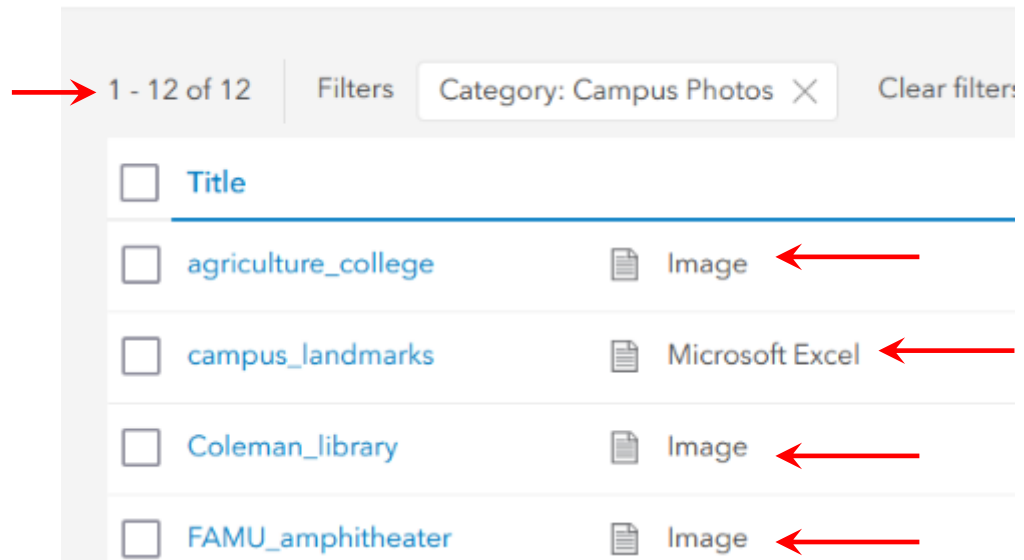 1 - 12 of 12 Filters Category: Campus Photos Clear filters
Title
agriculture_college Image
campus_landmarks Microsoft Excel
Coleman_library Image
FAMU_amphitheater Image